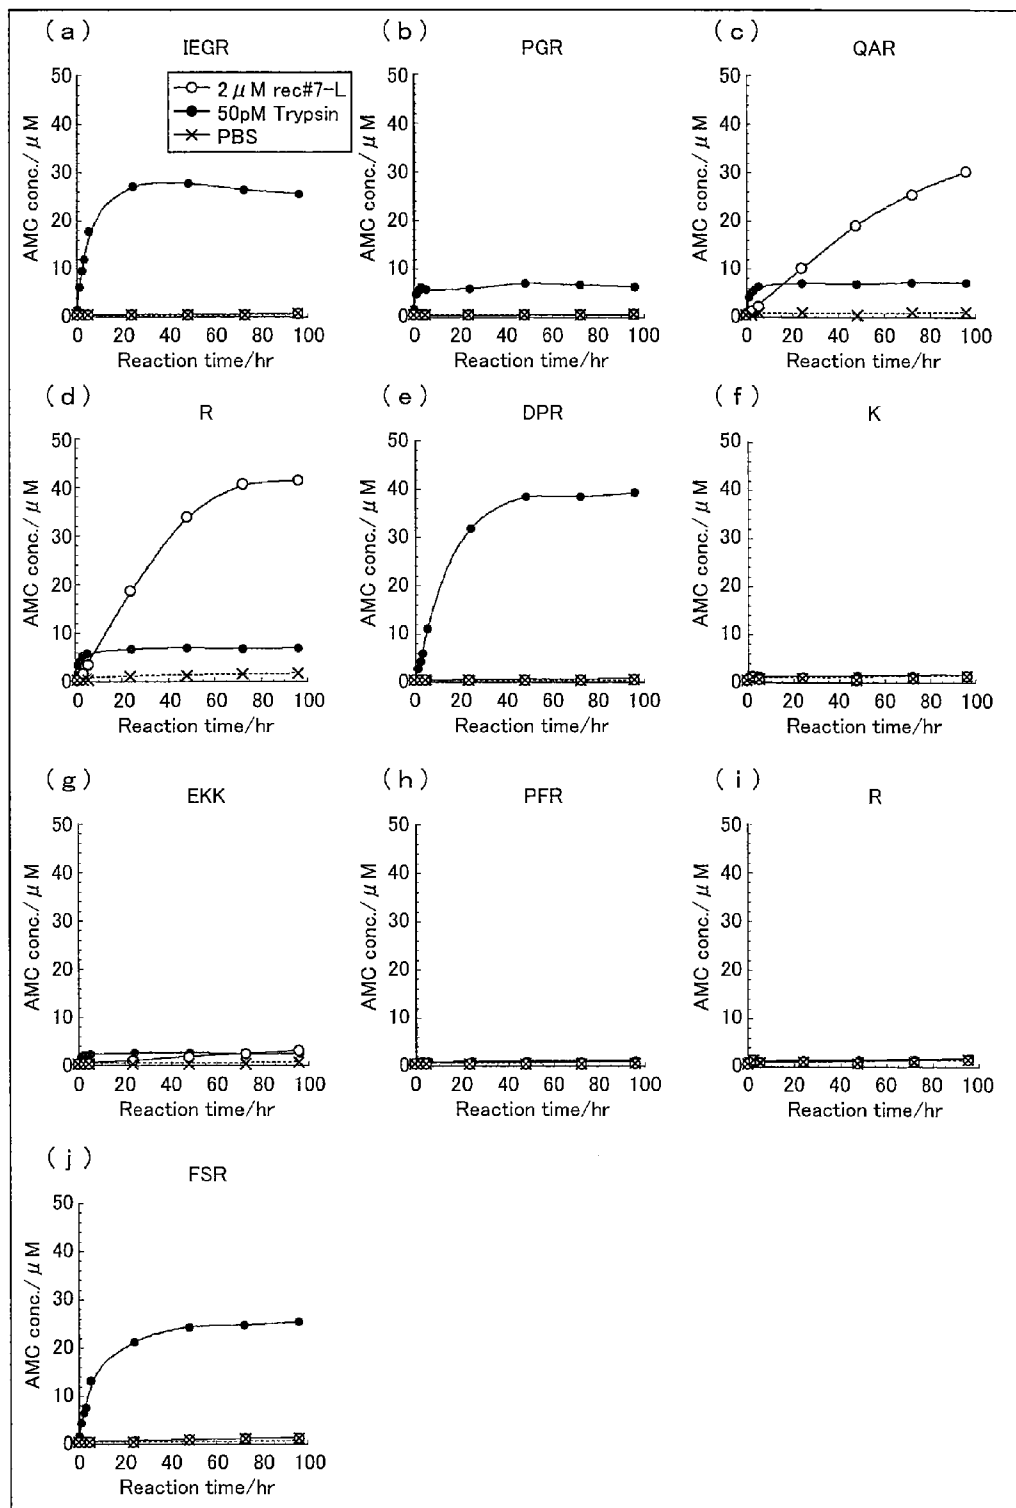 (a) (b) (c)
IEGR PGR QAR
○ 2μM rec#7-L
● 50pM Trypsin
× PBS
AMC conc./μM AMC conc./μM AMC conc./μM
50 50 50
40 40 40
30 30 30
20 20 20
10 10 10
0 0 0
0 20 40 60 80 100 0 20 40 60 80 100 0 20 40 60 80 100
Reaction time/hr Reaction time/hr Reaction time/hr
(d) (e) (f)
R DPR K
AMC conc./μM AMC conc./μM AMC conc./μM
50 50 50
40 40 40
30 30 30
20 20 20
10 10 10
0 0 0
0 20 40 60 80 100 0 20 40 60 80 100 0 20 40 60 80 100
Reaction time/hr Reaction time/hr Reaction time/hr
(g) (h) (i)
EKK PFR R
AMC conc./μM AMC conc./μM AMC conc./μM
50 50 50
40 40 40
30 30 30
20 20 20
10 10 10
0 0 0
0 20 40 60 80 100 0 20 40 60 80 100 0 20 40 60 80 100
Reaction time/hr Reaction time/hr Reaction time/hr
(j)
FSR
AMC conc./μM
50
40
30
20
10
0
0 20 40 60 80 100
Reaction time/hr